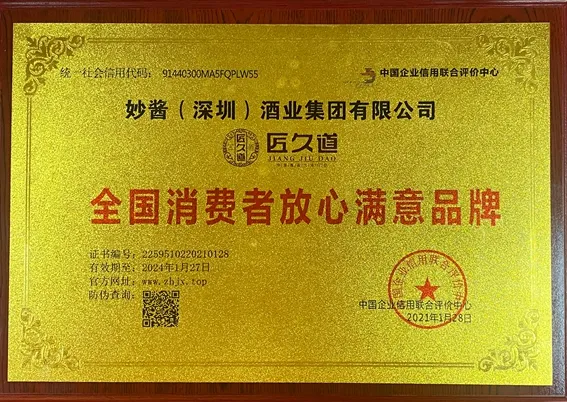 统一社会信用代码：91440300MA5FQPLW55
中国企业信用联合评价中心
妙酱（深圳）酒业集团有限公司
匠久道
匠久道
JIANG JIU DAO
全国消费者放心满意品牌
证书编号：2259510220210128
有效期至：2024年1月27日
官方网址：www.zhjx.top
防伪查询：
中国企业信用联合评价中心
2021年1月28日